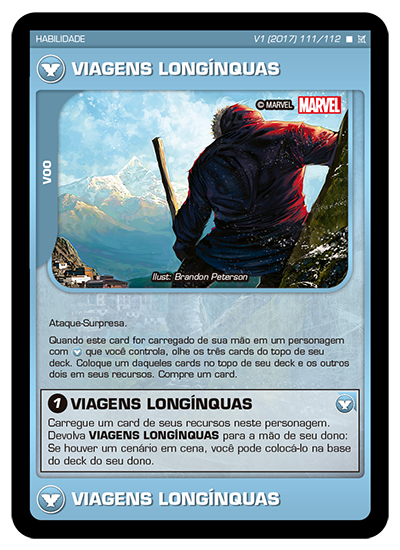 HABILIDADE
V1 (2017) 111/112
VIAGENS LONGÍNQUAS
VOO
© MARVEL MARVEL
Ilust: Brandon Peterson
Ataque-Surpresa.
Quando este card for carregado de sua mão em um personagem
com que você controla, olhe os três cards do topo de seu
deck. Coloque um daqueles cards no topo de seu deck e os outros
dois em seus recursos. Compre um card.
1 VIAGENS LONGÍNQUAS
Carregue um card de seus recursos neste personagem.
Devolva VIAGENS LONGÍNQUAS para a mão de seu dono:
Se houver um cenário em cena, você pode colocá-lo na base
do deck do seu dono.
VIAGENS LONGÍNQUAS